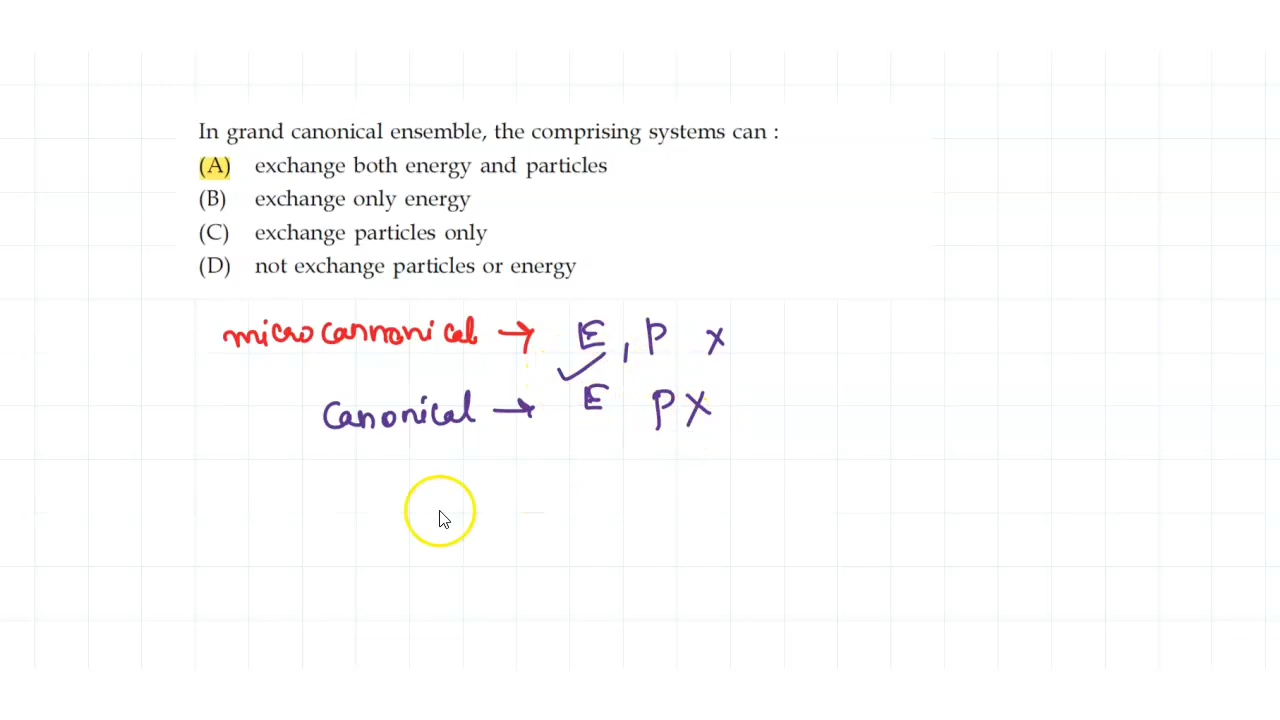 In grand canonical ensemble, the comprising systems can :
(A) exchange both energy and particles
(B) exchange only energy
(C) exchange particles only
(D) not exchange particles or energy
microcannonical → E, P ×
Canonical → E ✓ P ×